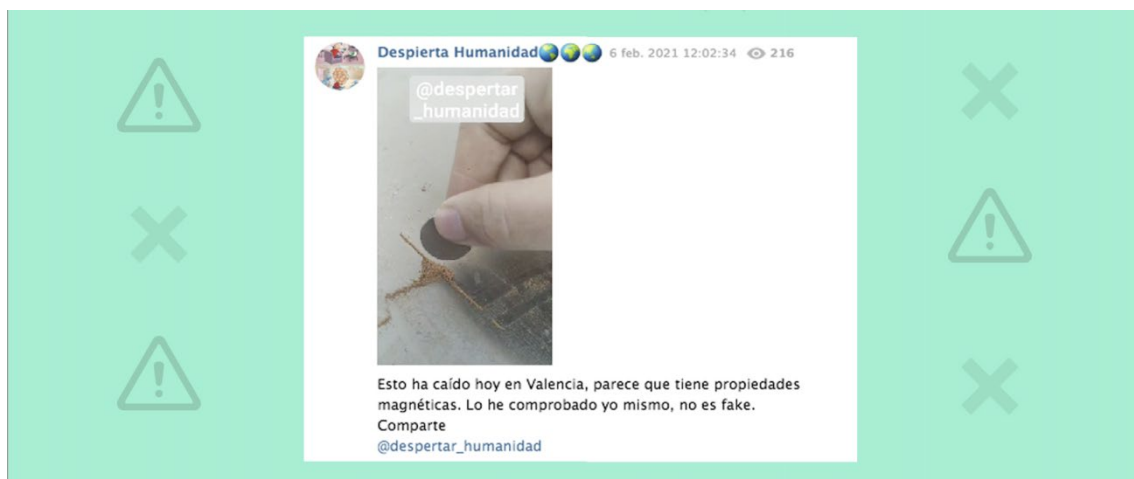 Despierta Humanidad 6 feb. 2021 12:02:34 216
@despertar
_humanidad
Esto ha caído hoy en Valencia, parece que tiene propiedades
magnéticas. Lo he comprobado yo mismo, no es fake.
Comparte
@despertar_humanidad